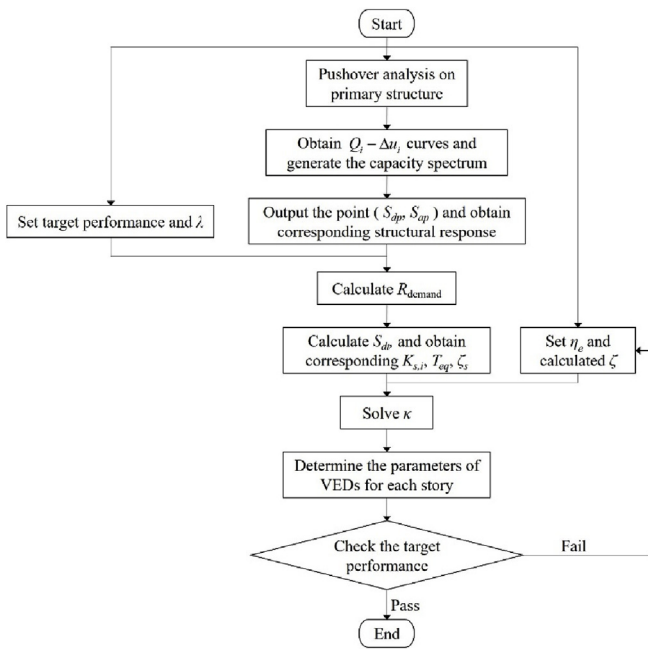 Start
Pushover analysis on
primary structure
Obtain Qᵢ − Δuᵢ curves and
generate the capacity spectrum
Set target performance and λ
Output the point ( S_dp, S_ap ) and obtain
corresponding structural response
Calculate R_demand
Calculate S_dt, and obtain
corresponding K_s,i, T_eq, ζ_s
Set η_e and
calculated ζ
Solve κ
Determine the parameters of
VEDs for each story
Check the target
performance
Fail
Pass
End